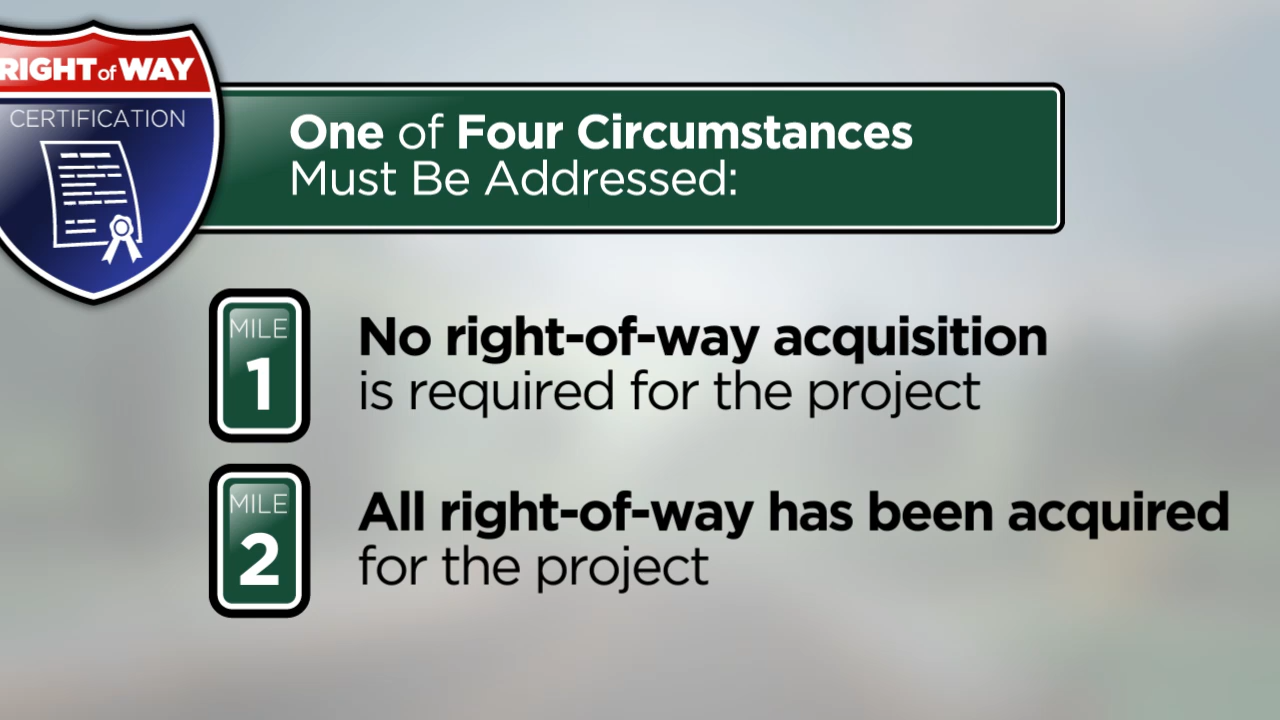 RIGHT of WAY
CERTIFICATION
One of Four Circumstances
Must Be Addressed:
MILE
1
No right-of-way acquisition
is required for the project
MILE
2
All right-of-way has been acquired
for the project